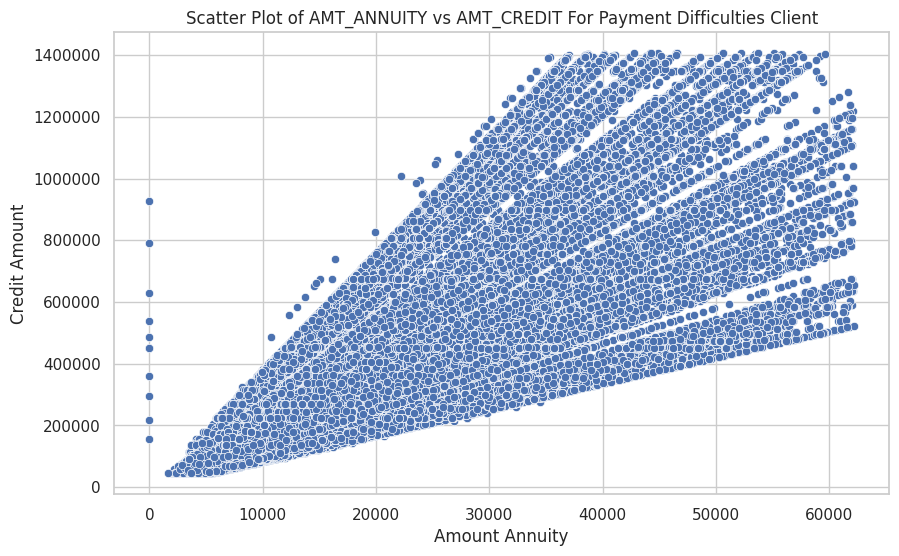 Scatter Plot of AMT_ANNUITY vs AMT_CREDIT For Payment Difficulties Client
1400000
1200000
1000000
800000
600000
400000
200000
0
Credit Amount
0 10000 20000 30000 40000 50000 60000
Amount Annuity